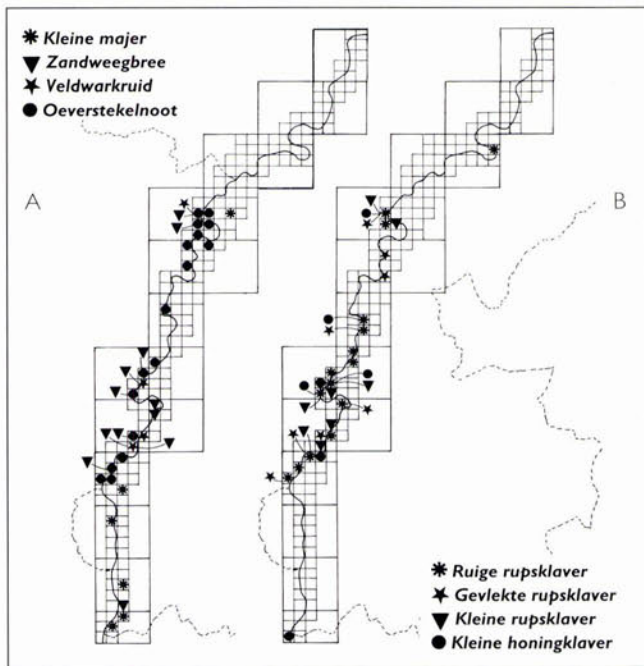 Kleine majer
Zandweegbree
Veldwarkruid
Oeverstekelnoot
A
B
Ruige rupsklaver
Gevlekte rupsklaver
Kleine rupsklaver
Kleine honingklaver